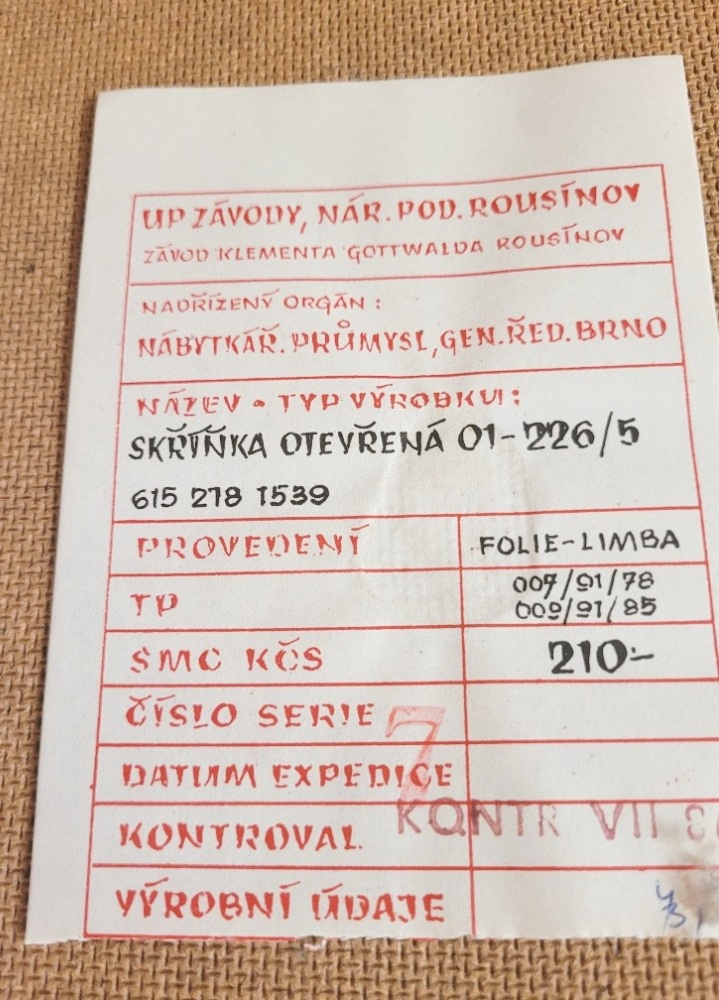 UP ZÁVODY, NÁR. POD. ROUSÍNOV
ZÁVOD KLEMENTA GOTTWALDA ROUSÍNOV
NADŘÍZENÝ ORGÁN :
NÁBYTKÁŘ. PRŮMYSL, GEN. ŘED. BRNO
NÁZEV - TYP VÝROBKU :
SKŘÍŇKA OTEVŘENÁ 01-226/5
615 278 1539
PROVEDENÍ FOLIE-LIMBA
TP 007/91/78
009/91/85
SMC KČS 210.-
ČÍSLO SERIE
7
DATUM EXPEDICE
KONTROVAL KONTR VII 8
VÝROBNÍ ÚDAJE